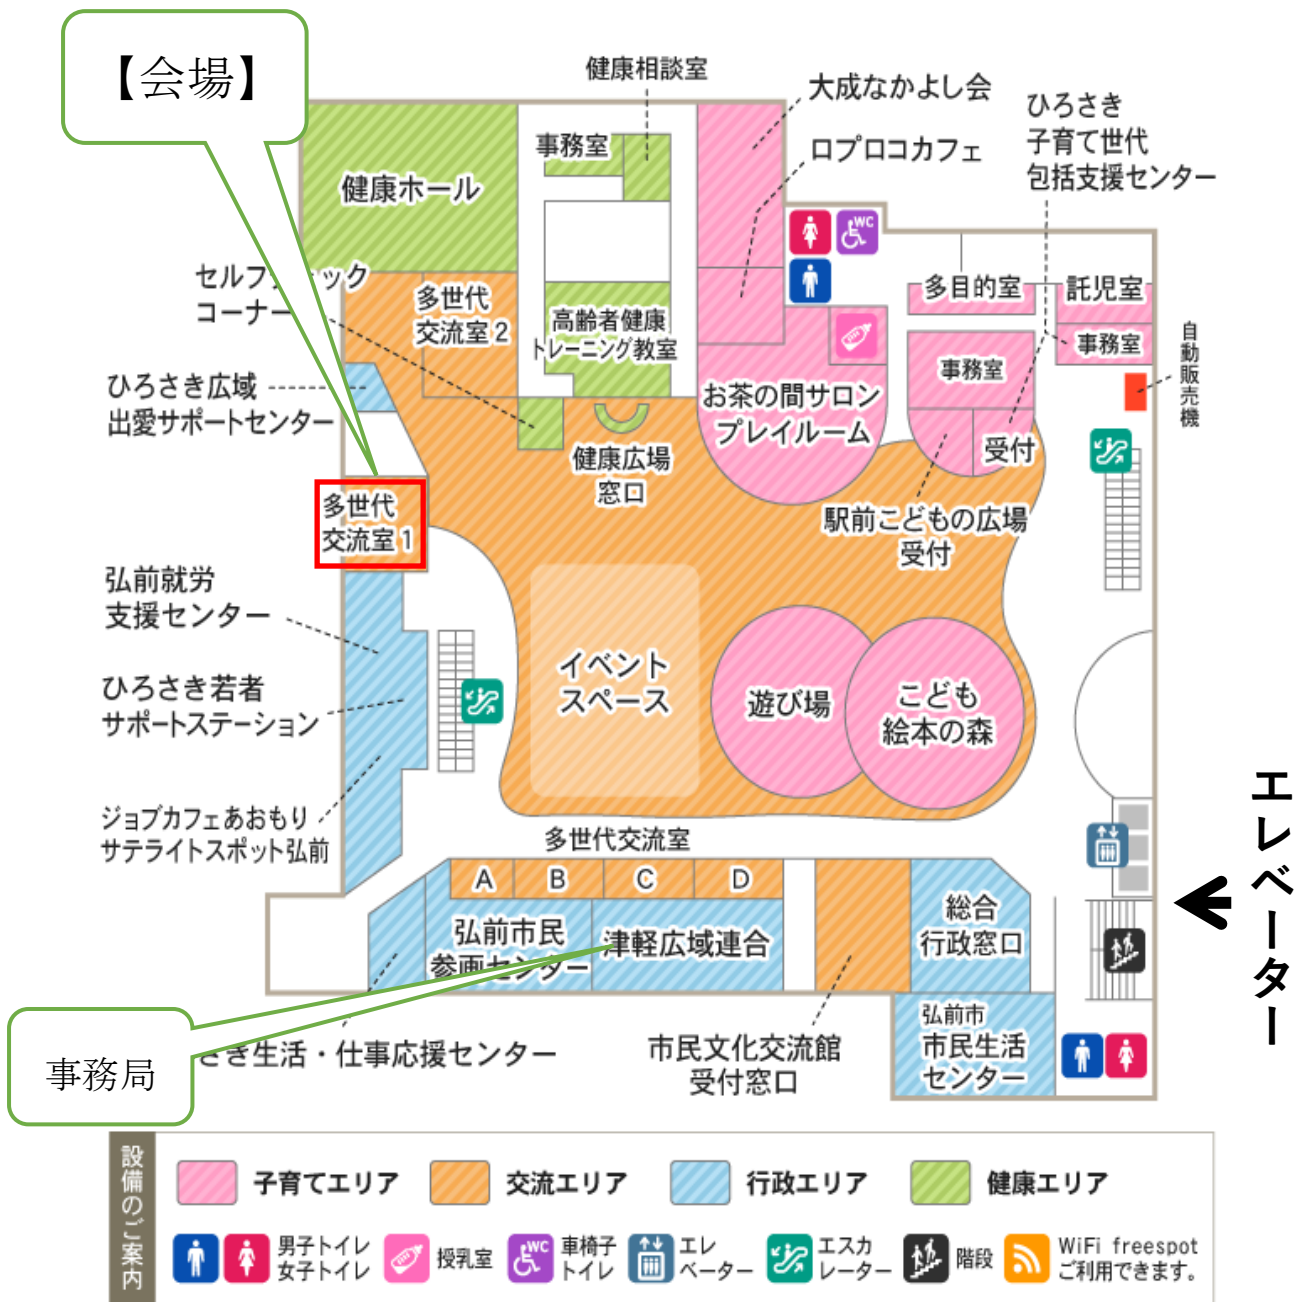 【会場】
健康相談室
大成なかよし会
ひろさき
子育て世代
包括支援センター
ロプロコカフェ
事務室
健康ホール
セルフ
ック
コーナー
多世代
交流室2
高齢者健康
トレーニング教室
多目的室
託児室
事務室
事務室
自動販売機
ひろさき広域
出愛サポートセンター
お茶の間サロン
プレイルーム
受付
健康広場
窓口
多世代
交流室1
駅前こどもの広場
受付
弘前就労
支援センター
イベント
スペース
遊び場
こども
絵本の森
ひろさき若者
サポートステーション
エレベーター
ジョブカフェあおもり
サテライトスポット弘前
多世代交流室
A B C D
総合
行政窓口
弘前市民
参画センター
津軽広域連合
弘前市
市民生活
センター
事務局
さき生活・仕事応援センター
市民文化交流館
受付窓口
設備のご案内
子育てエリア
交流エリア
行政エリア
健康エリア
男子トイレ
女子トイレ
授乳室
WC
車椅子
トイレ
エレ
ベーター
エスカ
レーター
階段
WiFi freespot
ご利用できます。
WC